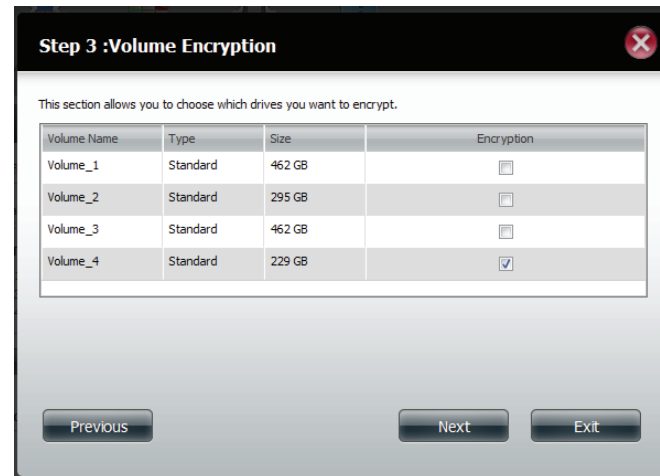 Step 3 :Volume Encryption
This section allows you to choose which drives you want to encrypt.
Volume Name Type Size Encryption
Volume_1 Standard 462 GB
Volume_2 Standard 295 GB
Volume_3 Standard 462 GB
Volume_4 Standard 229 GB
Previous Next Exit